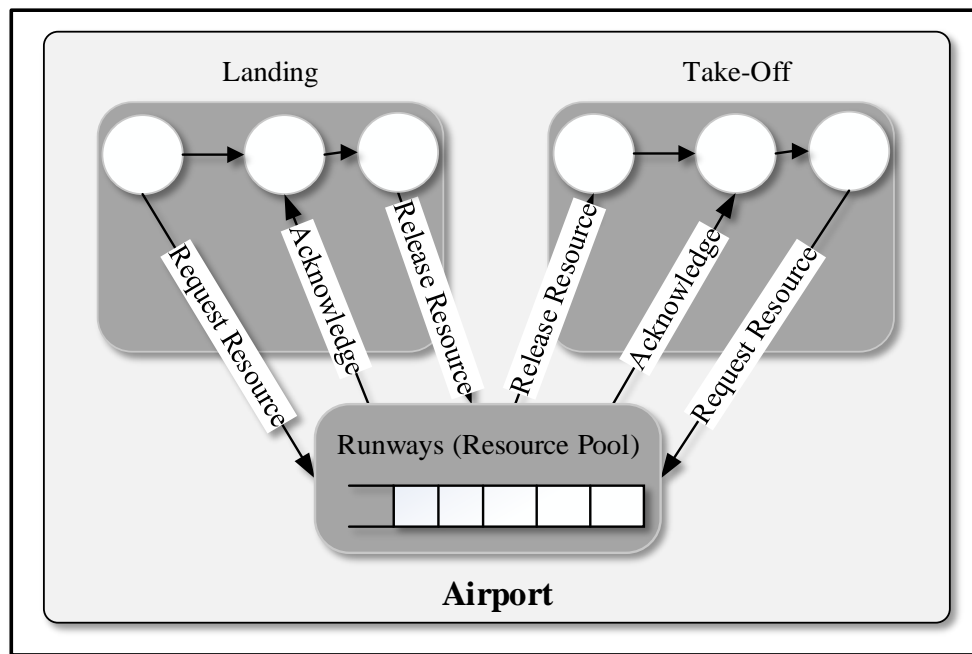 Landing
Take-Off
Request Resource
Acknowledge
Release Resource
Release Resource
Acknowledge
Request Resource
Runways (Resource Pool)
Airport